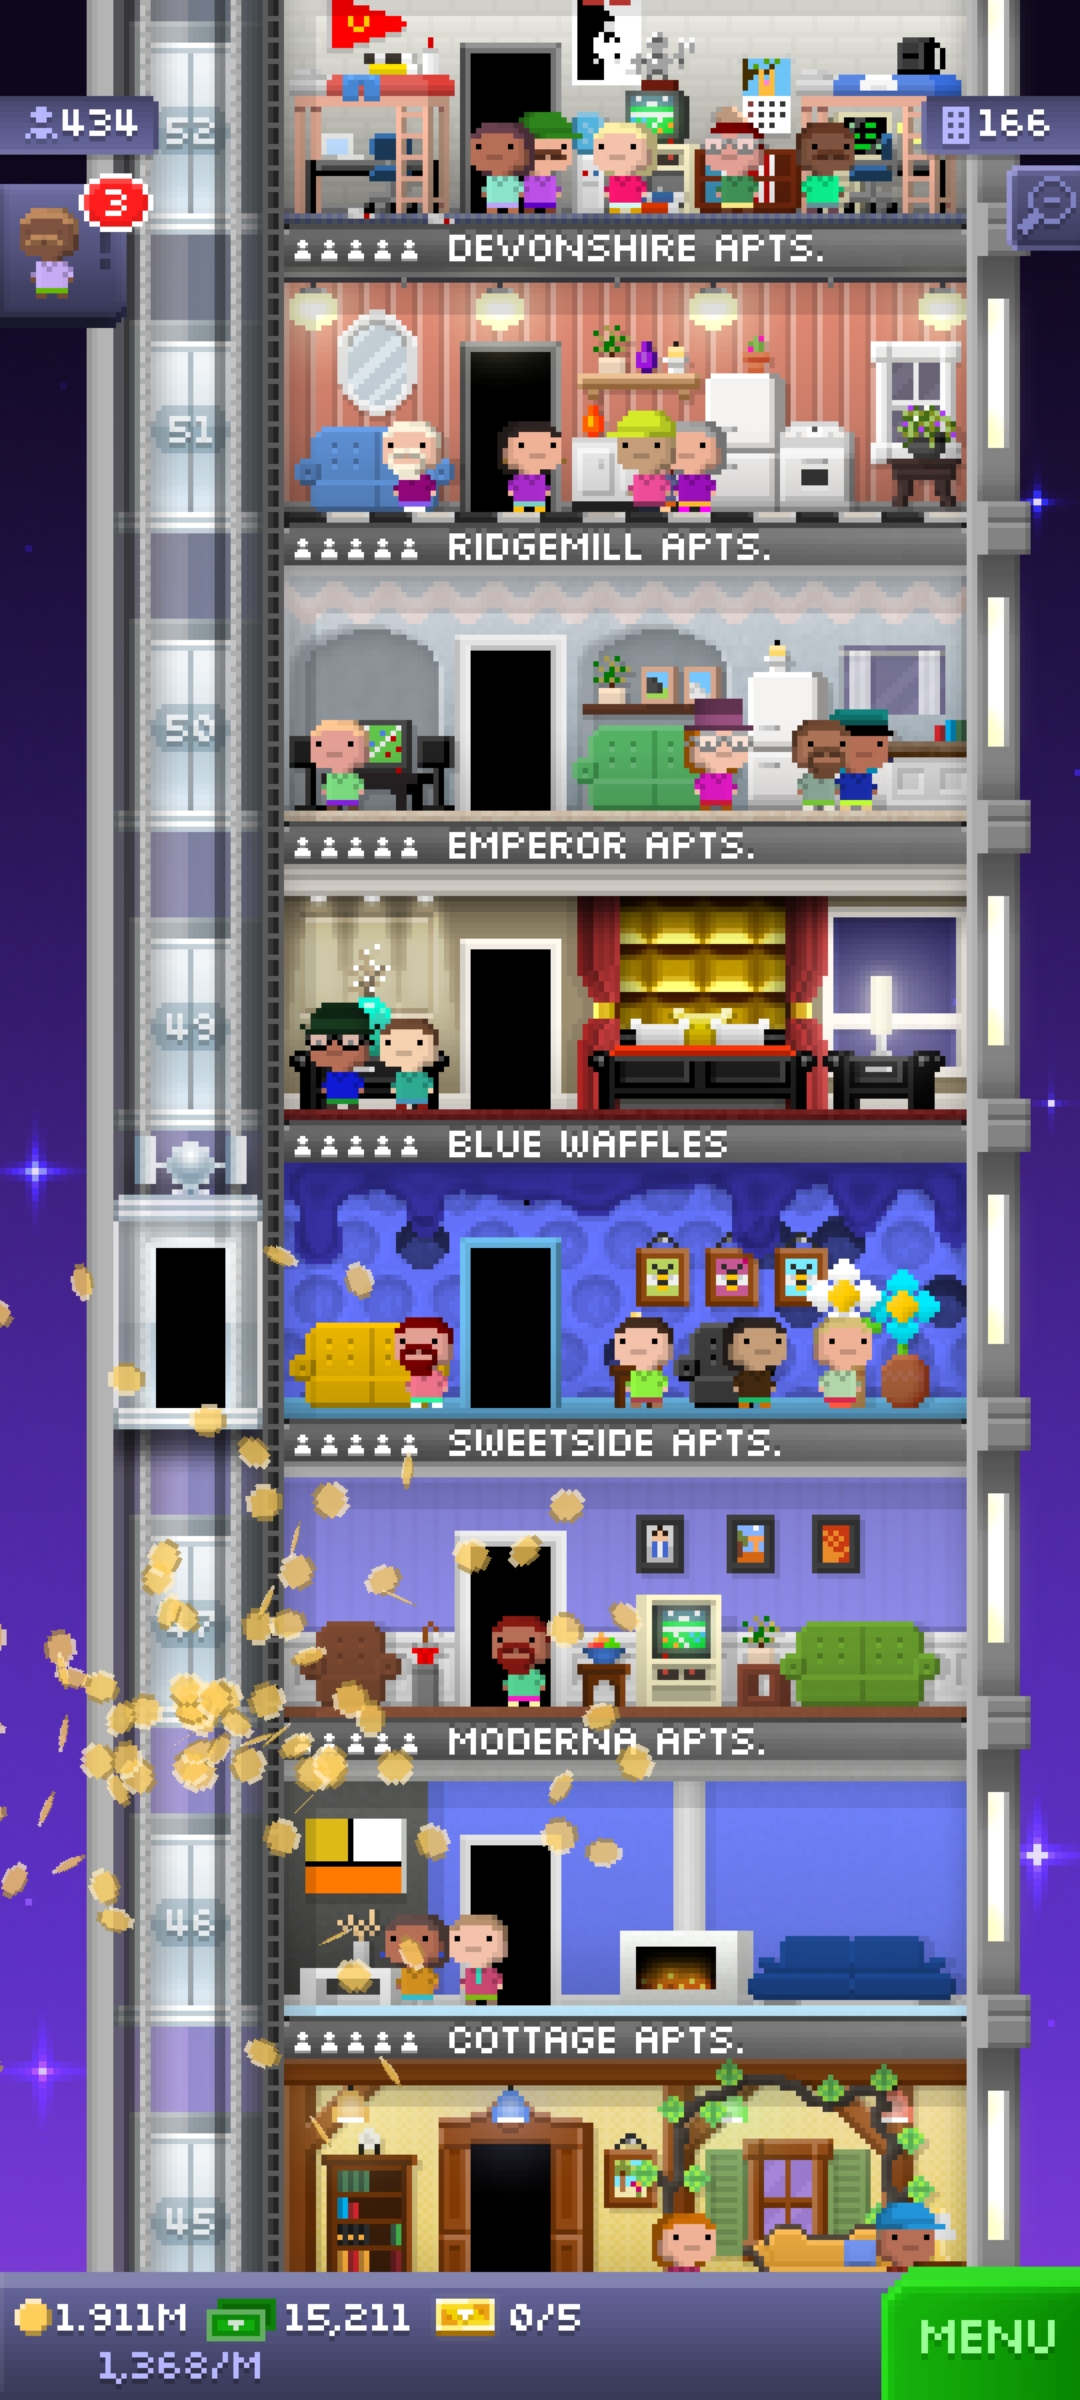 434
52
166
3
DEVONSHIRE APTS.
51
RIDGEMILL APTS.
50
EMPEROR APTS.
49
BLUE WAFFLES
SWEETSIDE APTS.
47
MODERNA APTS.
46
COTTAGE APTS.
45
1.911M 15,211 0/5
1,368/M
MENU